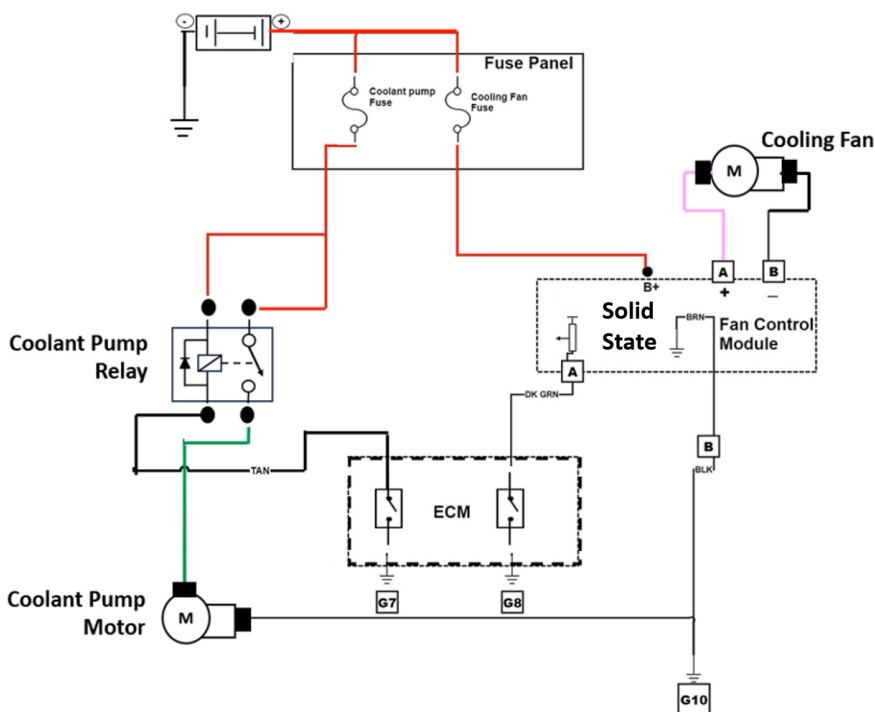 -
+
Fuse Panel
Coolant pump
Fuse
Cooling Fan
Fuse
Cooling Fan
M
A
B
B+
+
–
Solid
State
BRN
Fan Control
Module
Coolant Pump
Relay
A
DK GRN
B
BLK
TAN
ECM
G7
G8
Coolant Pump
Motor
M
G10